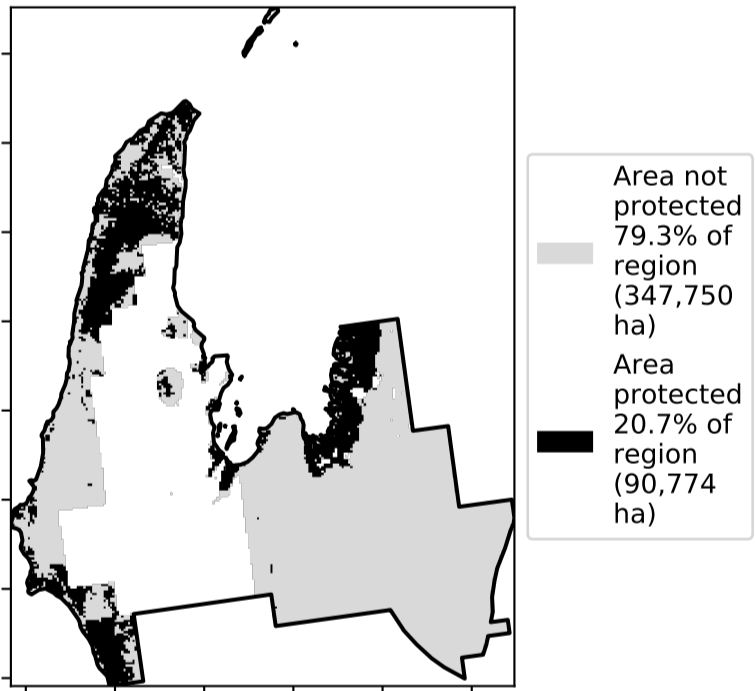 Area not
protected
79.3% of
region
(347,750
ha)
Area
protected
20.7% of
region
(90,774
ha)